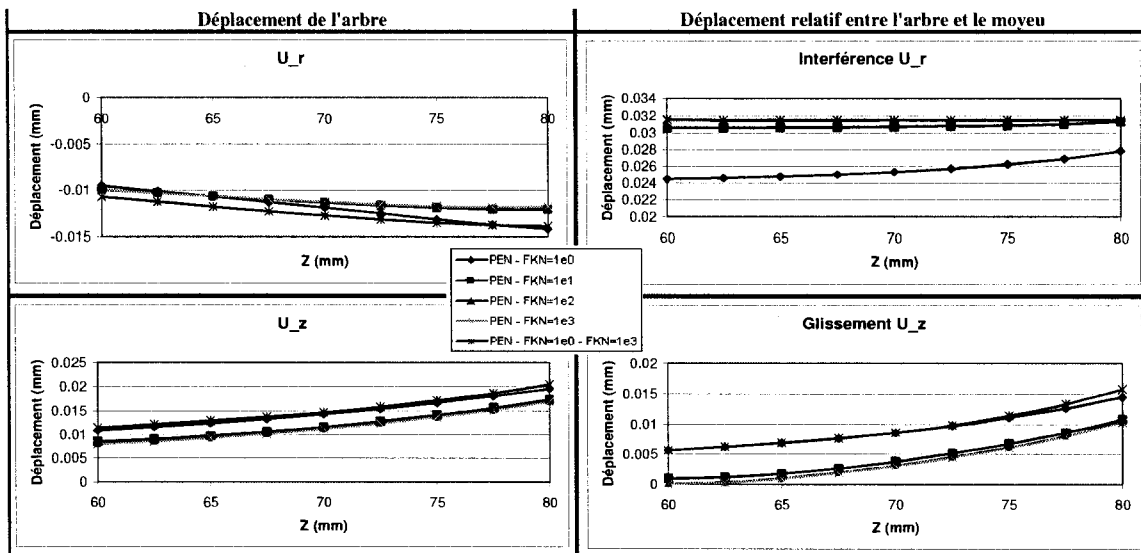 Déplacement de l'arbre
Déplacement relatif entre l'arbre et le moyeu
U_r
Déplacement (mm)
0
-0.005
-0.01
-0.015
60
65
70
75
80
Z (mm)
Interférence U_r
Déplacement (mm)
0.034
0.032
0.03
0.028
0.026
0.024
0.022
0.02
60
65
70
75
80
Z (mm)
PEN - FKN=1e0
PEN - FKN=1e1
PEN - FKN=1e2
PEN - FKN=1e3
PEN - FKN=1e0 - FKN=1e3
U_z
Déplacement (mm)
0.025
0.02
0.015
0.01
0.005
0
60
65
70
75
80
Z (mm)
Glissement U_z
Déplacement (mm)
0.02
0.015
0.01
0.005
0
60
65
70
75
80
Z (mm)